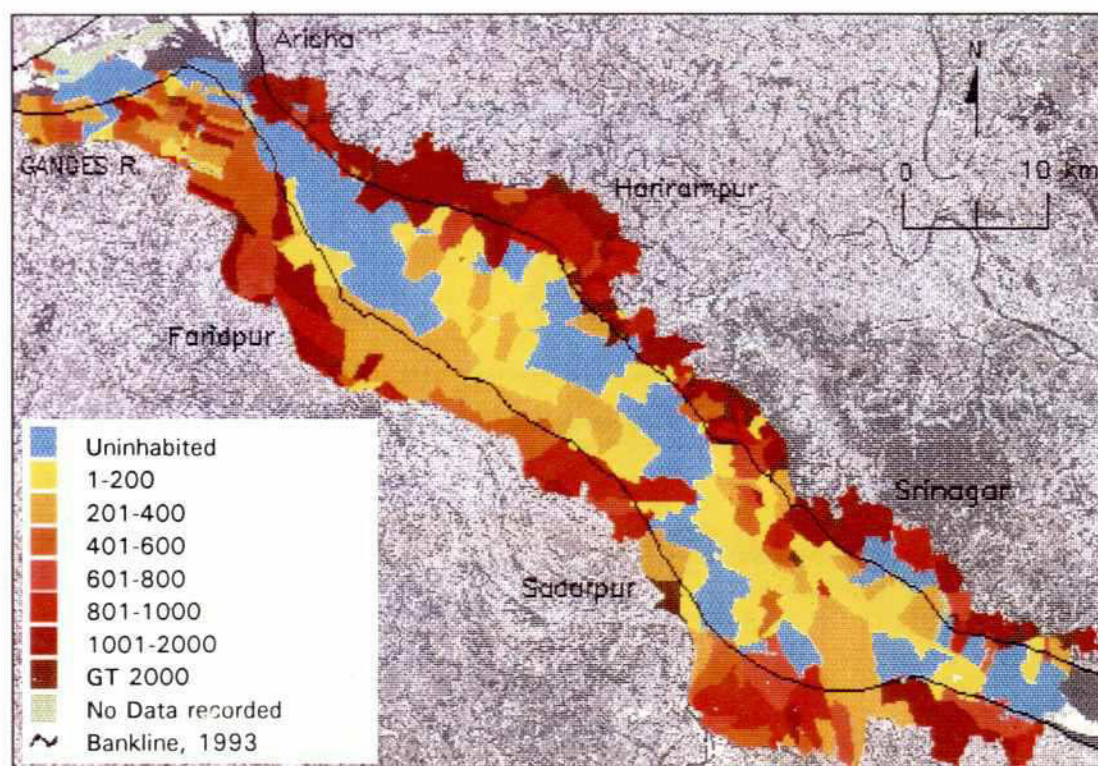 Aricha
N
GANGES R.
Harirampur
0 10 km
Faridpur
Srinagar
Sadarpur
Uninhabited
1-200
201-400
401-600
601-800
801-1000
1001-2000
GT 2000
No Data recorded
Bankline, 1993